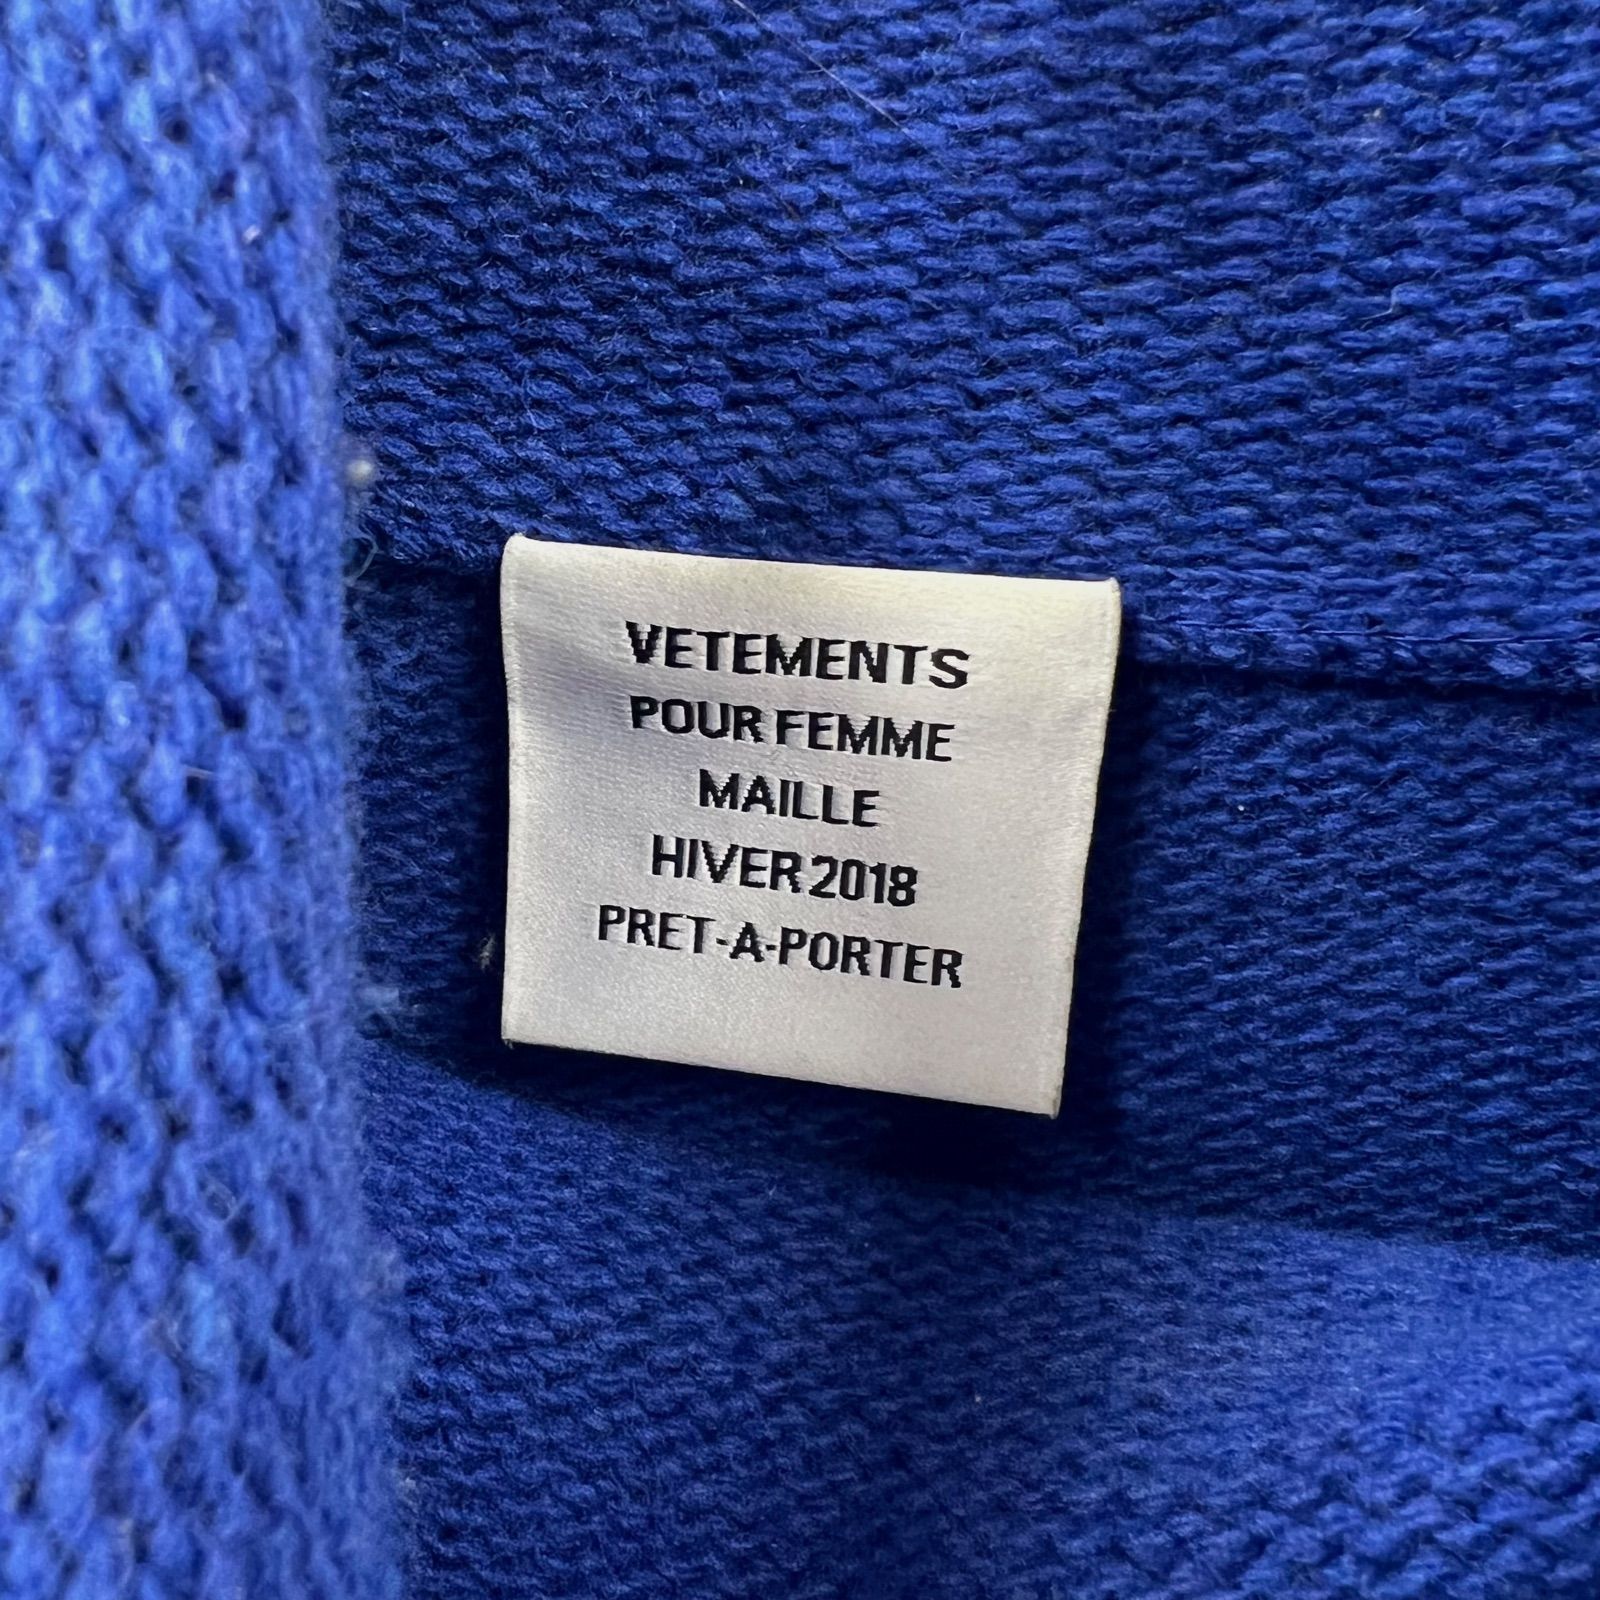 VETEMENTS
POUR FEMME
MAILLE
HIVER 2018
PRET-A-PORTER